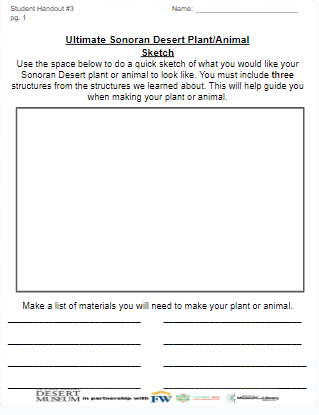 Student Handout #3 Name: ____________________
pg. 1
Ultimate Sonoran Desert Plant/Animal
Sketch
Use the space below to do a quick sketch of what you would like your
Sonoran Desert plant or animal to look like. You must include three
structures from the structures we learned about. This will help guide you
when making your plant or animal.
Make a list of materials you will need to make your plant or animal.
DESERT
MUSEUM in partnership with FW